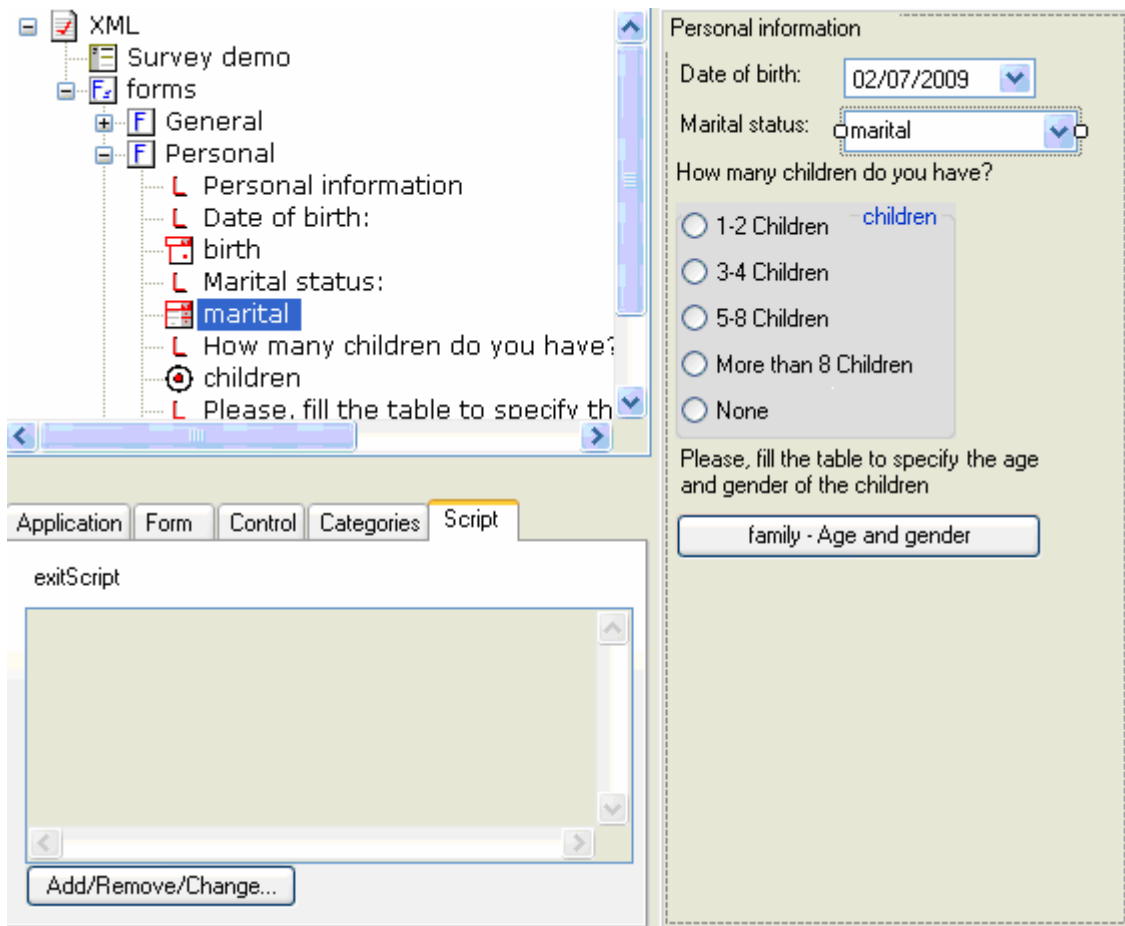 XML
Survey demo
forms
General
Personal
Personal information
Date of birth:
birth
Marital status:
marital
How many children do you have?
children
Please, fill the table to specify th
Application Form Control Categories Script
exitScript
Add/Remove/Change...
Personal information
Date of birth: 02/07/2009
Marital status: marital
How many children do you have?
children
1-2 Children
3-4 Children
5-8 Children
More than 8 Children
None
Please, fill the table to specify the age
and gender of the children
family - Age and gender